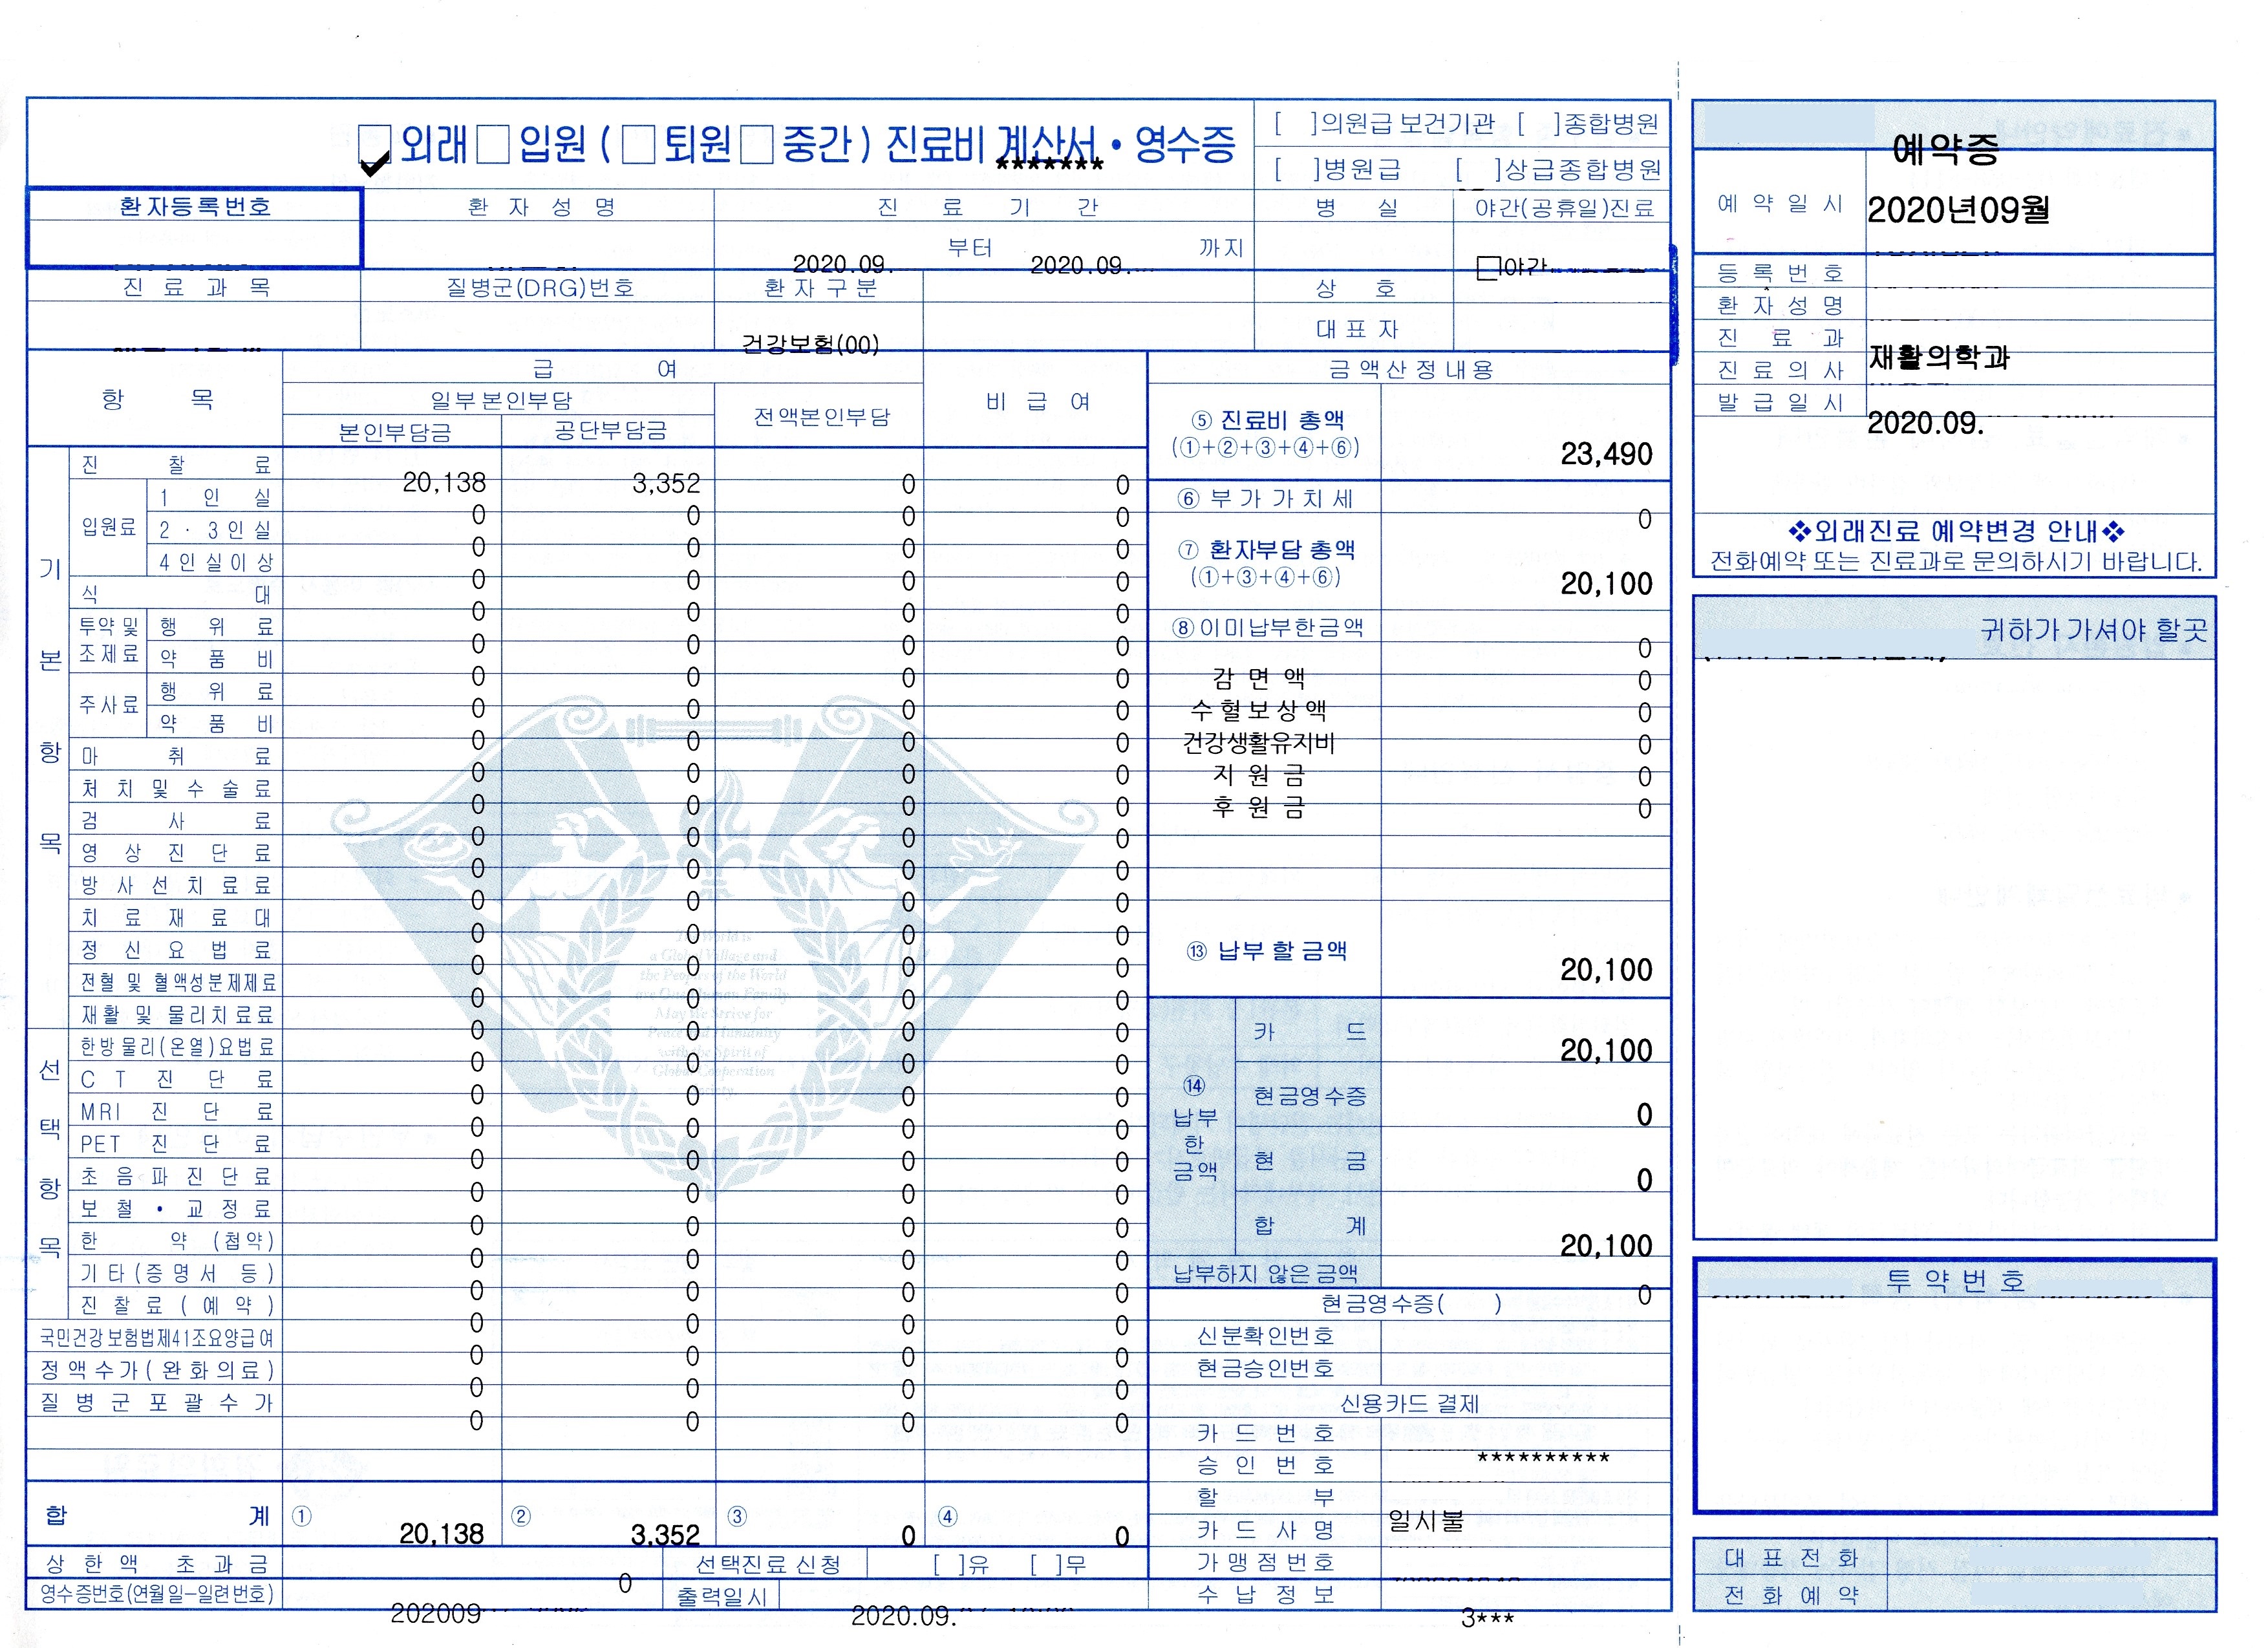 외래 입원 ( 퇴원 중간 ) 진료비 계산서 • 영수증
*******
[ ]의원급 보건기관 [ ]종합병원
[ ]병원급 [ ]상급종합병원
환자등록번호 환 자 성 명 진 료 기 간 병 실 야간(공휴일)진료
2020.09. 부터 2020.09. 까지 □야간
진 료 과 목 질병군(DRG)번호 환 자 구 분 상 호
건강보험(00) 대 표 자
항 목 급 여 비 급 여 금 액 산 정 내 용
일부 본인부담 전액본인부담
본인부담금 공단부담금
기 본 항 목
진 찰 료 20,138 3,352 0 0
입원료 1 인 실 0 0 0 0
2 · 3 인 실 0 0 0 0
4 인 실 이 상 0 0 0 0
식 대 0 0 0 0
투약 및 조제료 행 위 료 0 0 0 0
약 품 비 0 0 0 0
주사료 행 위 료 0 0 0 0
약 품 비 0 0 0 0
마 취 료 0 0 0 0
처 치 및 수 술 료 0 0 0 0
검 사 료 0 0 0 0
영 상 진 단 료 0 0 0 0
방 사 선 치 료 료 0 0 0 0
치 료 재 료 대 0 0 0 0
정 신 요 법 료 0 0 0 0
전혈 및 혈액성분제제료 0 0 0 0
재활 및 물리치료료 0 0 0 0
선 택 항 목
한방물리(온열)요법료 0 0 0 0
C T 진 단 료 0 0 0 0
MRI 진 단 료 0 0 0 0
PET 진 단 료 0 0 0 0
초 음 파 진 단 료 0 0 0 0
보 철 • 교 정 료 0 0 0 0
한 약 (첩약) 0 0 0 0
기 타 (증 명 서 등 ) 0 0 0 0
진 찰 료 ( 예 약 ) 0 0 0 0
국민건강보험법제41조요양급여 0 0 0 0
정 액 수 가 ( 완 화 의 료 ) 0 0 0 0
질 병 군 포 괄 수 가 0 0 0 0
합 계 ① 20,138 ② 3,352 ③ 0 ④ 0
상 한 액 초 과 금 0 선택진료 신청 [ ]유 [ ]무
영수증번호(연월일-일련번호) 202009 출력일시 2020.09.
⑤ 진료비 총액
(①+②+③+④+⑥) 23,490
⑥ 부 가 가 치 세 0
⑦ 환자부담 총액
(①+③+④+⑥) 20,100
⑧ 이미납부한금액 0
감 면 액 0
수 혈 보 상 액 0
건강생활유지비 0
지 원 금 0
후 원 금 0
⑬ 납부 할 금액 20,100
⑭ 납부 한 금액
카 드 20,100
현금영수증 0
현 금 0
합 계 20,100
납부하지 않은 금액 0
현금영수증( )
신분확인번호
현금승인번호
신용카드 결제
카 드 번 호 **********
승 인 번 호
할 부 일시불
카 드 사 명
가 맹 점 번 호
수 납 정 보 3***
예약증
예 약 일 시 2020년09월
등 록 번 호
환 자 성 명
진 료 과 재활의학과
진 료 의 사
발 급 일 시 2020.09.
❖외래진료 예약변경 안내❖
전화예약 또는 진료과로 문의하시기 바랍니다.
귀하가 가셔야 할곳
투 약 번 호
대 표 전 화
전 화 예 약
The World is
a Global Village and
the Peoples of the World
are One Human Family
May We Strive for
Peace and Humanity
with the Spirit of
Global Cooperation
Society.